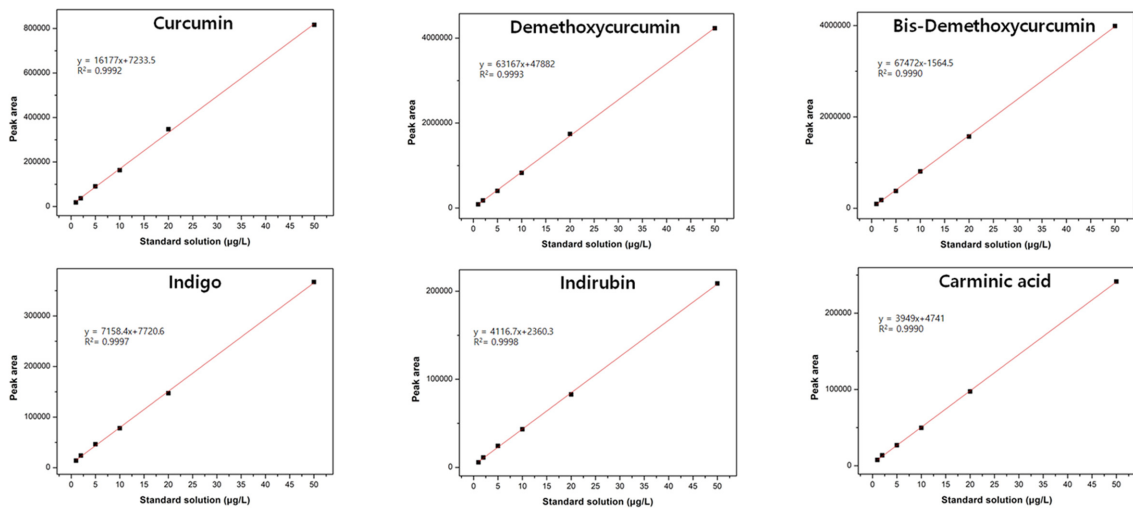 Curcumin
y = 16177x+7233.5
R²= 0.9992
Peak area
800000
600000
400000
200000
0
0 5 10 15 20 25 30 35 40 45 50
Standard solution (µg/L)
Demethoxycurcumin
y = 63167x+47882
R²= 0.9993
Peak area
4000000
2000000
0
0 5 10 15 20 25 30 35 40 45 50
Standard solution (µg/L)
Bis-Demethoxycurcumin
y = 67472x-1564.5
R²= 0.9990
Peak area
4000000
2000000
0
0 5 10 15 20 25 30 35 40 45 50
Standard solution (µg/L)
Indigo
y = 7158.4x+7720.6
R²= 0.9997
Peak area
300000
200000
100000
0
0 5 10 15 20 25 30 35 40 45 50
Standard solution (µg/L)
Indirubin
y = 4116.7x+2360.3
R²= 0.9998
Peak area
200000
100000
0
0 5 10 15 20 25 30 35 40 45 50
Standard solution (µg/L)
Carminic acid
y = 3949x+4741
R²= 0.9990
Peak area
200000
100000
0
0 5 10 15 20 25 30 35 40 45 50
Standard solution (µg/L)